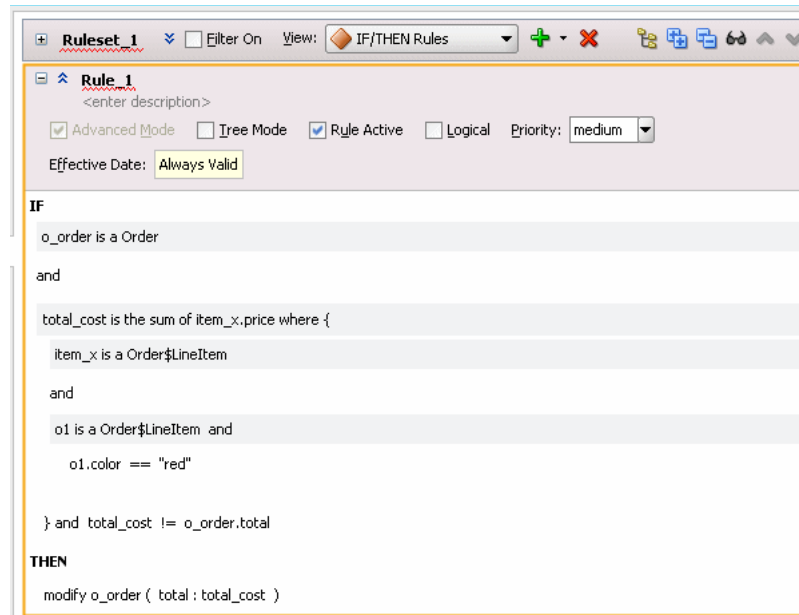 Ruleset_1 Filter On View: IF/THEN Rules
Rule_1
<enter description>
Advanced Mode Tree Mode Rule Active Logical Priority: medium
Effective Date: Always Valid
IF
o_order is a Order
and
total_cost is the sum of item_x.price where {
item_x is a Order$LineItem
and
o1 is a Order$LineItem and
o1.color == "red"
} and total_cost != o_order.total
THEN
modify o_order ( total : total_cost )